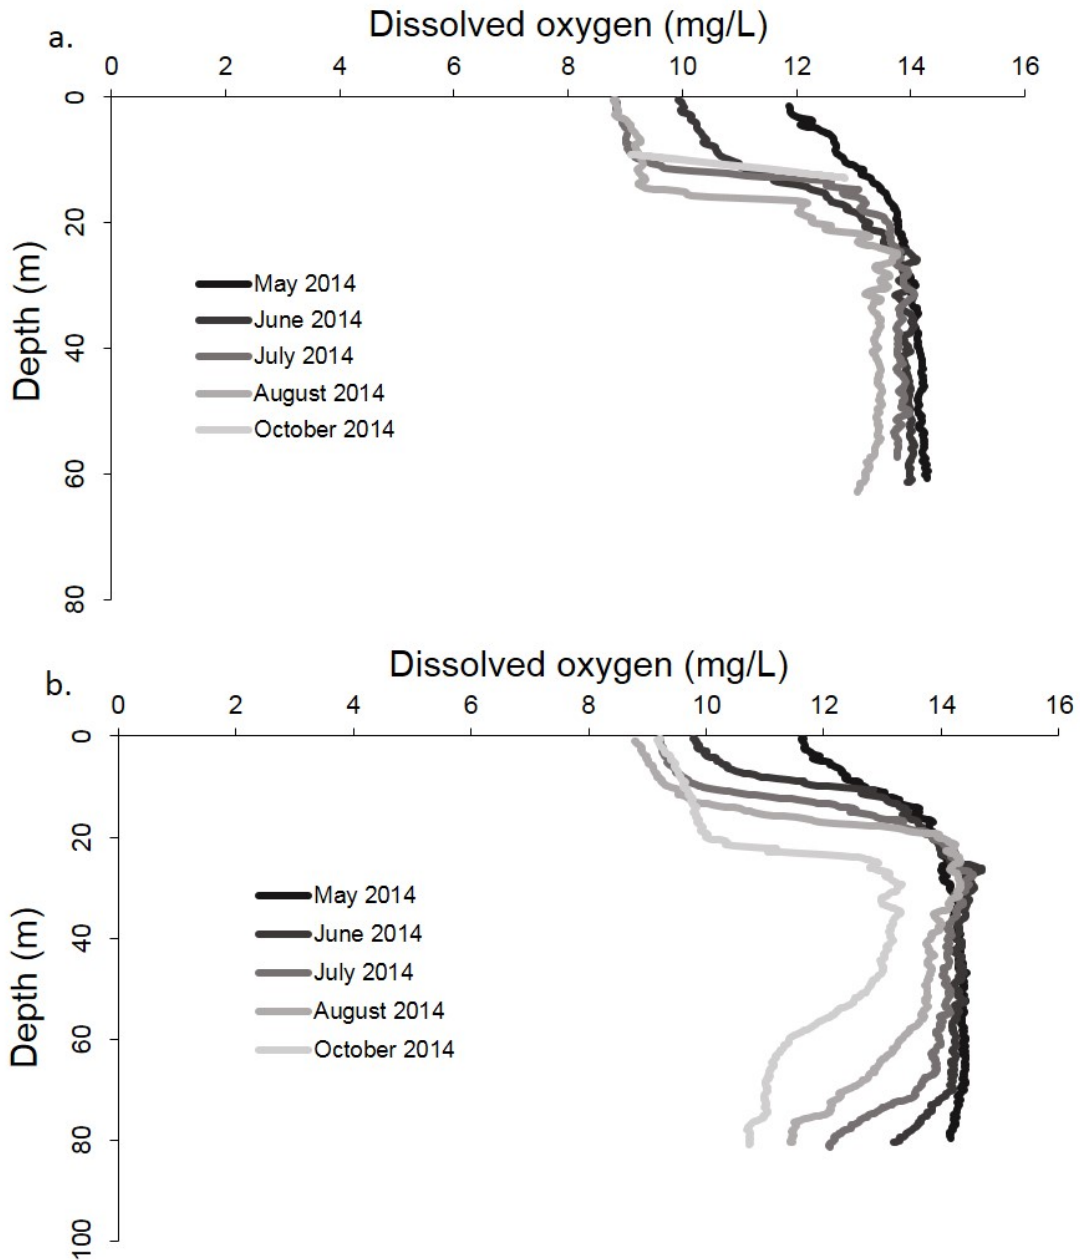 a.
Dissolved oxygen (mg/L)
0 2 4 6 8 10 12 14 16
Depth (m)
0
20
40
60
80
May 2014
June 2014
July 2014
August 2014
October 2014
b.
Dissolved oxygen (mg/L)
0 2 4 6 8 10 12 14 16
Depth (m)
0
20
40
60
80
100
May 2014
June 2014
July 2014
August 2014
October 2014